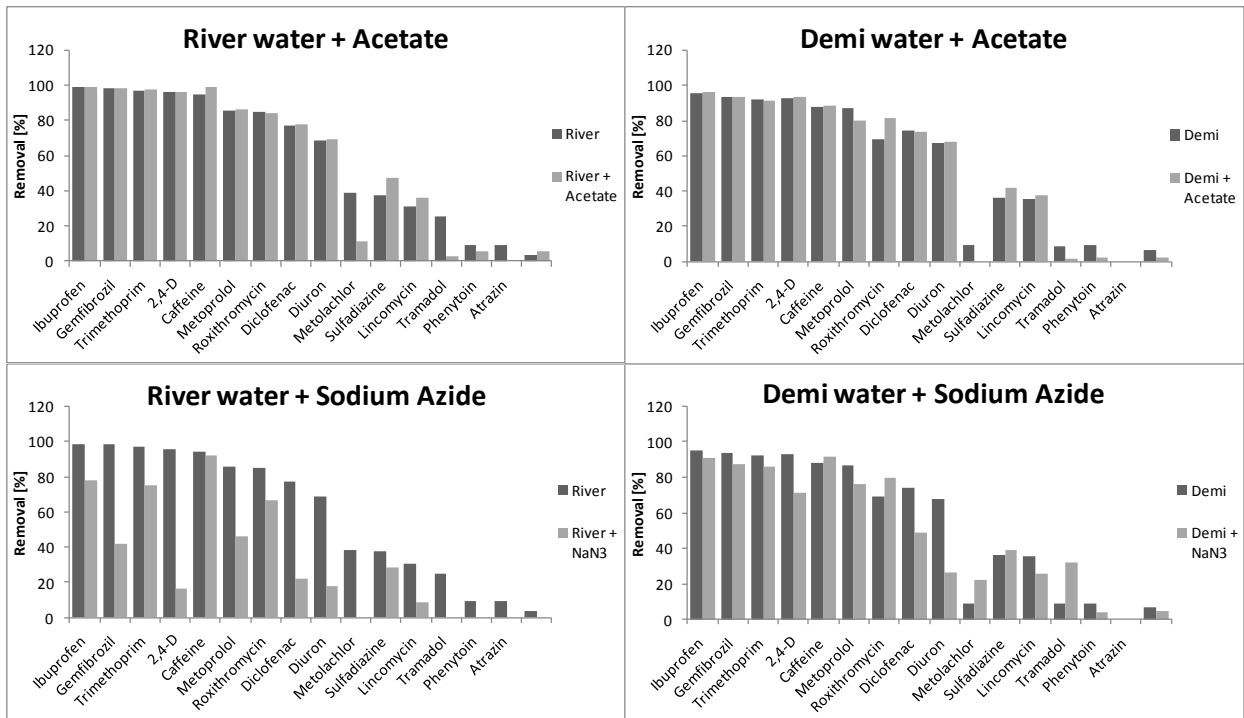 River water + Acetate
120
100
80
60
40
20
0
Removal [%]
Ibuprofen
Gemfibrozil
Trimethoprim
2,4-D
Caffeine
Metoprolol
Roxithromycin
Diclofenac
Diuron
Metolachlor
Sulfadiazine
Lincomycin
Tramadol
Phenytoin
Atrazin
River
River +
Acetate
Demi water + Acetate
120
100
80
60
40
20
0
Removal [%]
Ibuprofen
Gemfibrozil
Trimethoprim
2,4-D
Caffeine
Metoprolol
Roxithromycin
Diclofenac
Diuron
Metolachlor
Sulfadiazine
Lincomycin
Tramadol
Phenytoin
Atrazin
Demi
Demi +
Acetate
River water + Sodium Azide
120
100
80
60
40
20
0
Removal [%]
Ibuprofen
Gemfibrozil
Trimethoprim
2,4-D
Caffeine
Metoprolol
Roxithromycin
Diclofenac
Diuron
Metolachlor
Sulfadiazine
Lincomycin
Tramadol
Phenytoin
Atrazin
River
River +
NaN3
Demi water + Sodium Azide
120
100
80
60
40
20
0
Removal [%]
Ibuprofen
Gemfibrozil
Trimethoprim
2,4-D
Caffeine
Metoprolol
Roxithromycin
Diclofenac
Diuron
Metolachlor
Sulfadiazine
Lincomycin
Tramadol
Phenytoin
Atrazin
Demi
Demi +
NaN3